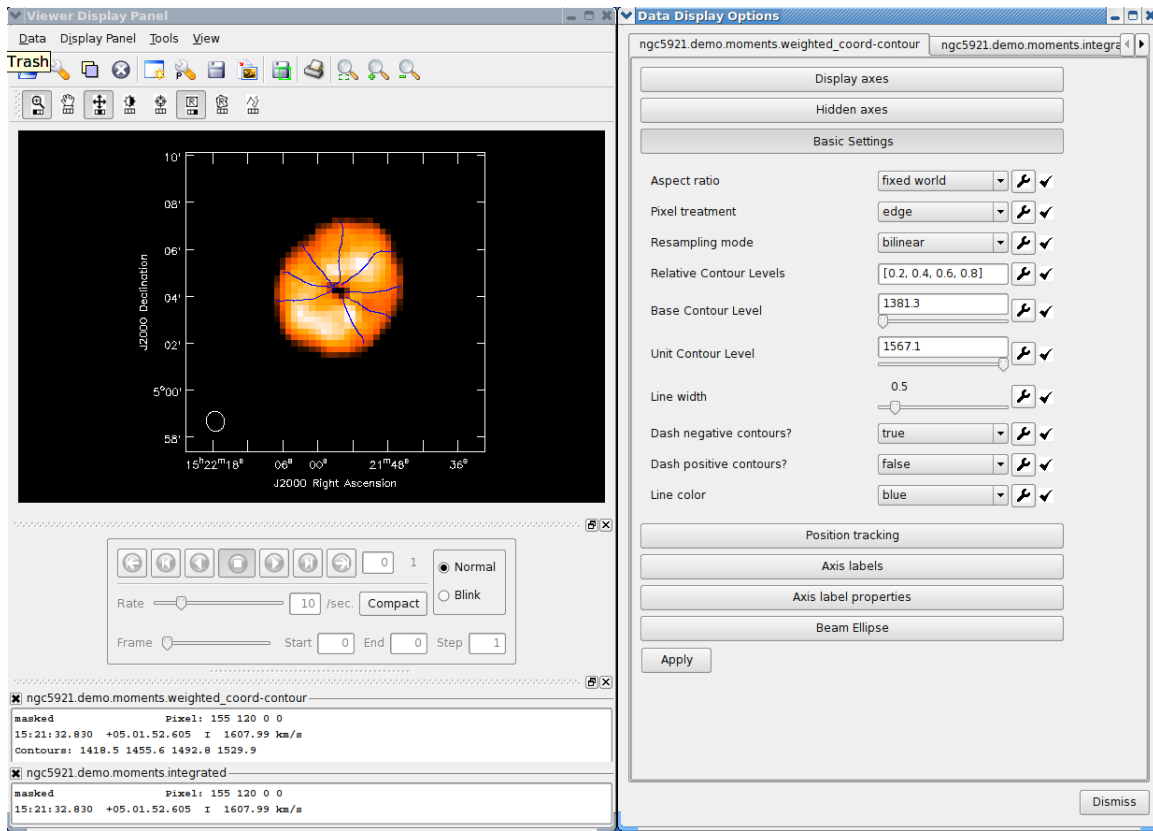 Viewer Display Panel
Data Display Panel Tools View
Trash
10'
08'
06'
04'
02'
5°00'
58'
J2000 Declination
15ʰ22ᵐ18ˢ 06ˢ 00ˢ 21ᵐ48ˢ 36ˢ
J2000 Right Ascension
0 1
Normal
Blink
Rate 10 /sec. Compact
Frame Start 0 End 0 Step 1
ngc5921.demo.moments.weighted_coord-contour
masked Pixel: 155 120 0 0
15:21:32.830 +05.01.52.605 I 1607.99 km/s
Contours: 1418.5 1455.6 1492.8 1529.9
ngc5921.demo.moments.integrated
masked Pixel: 155 120 0 0
15:21:32.830 +05.01.52.605 I 1607.99 km/s
Data Display Options
ngc5921.demo.moments.weighted_coord-contour ngc5921.demo.moments.integra
Display axes
Hidden axes
Basic Settings
Aspect ratio fixed world
Pixel treatment edge
Resampling mode bilinear
Relative Contour Levels [0.2, 0.4, 0.6, 0.8]
Base Contour Level 1381.3
Unit Contour Level 1567.1
Line width 0.5
Dash negative contours? true
Dash positive contours? false
Line color blue
Position tracking
Axis labels
Axis label properties
Beam Ellipse
Apply
Dismiss